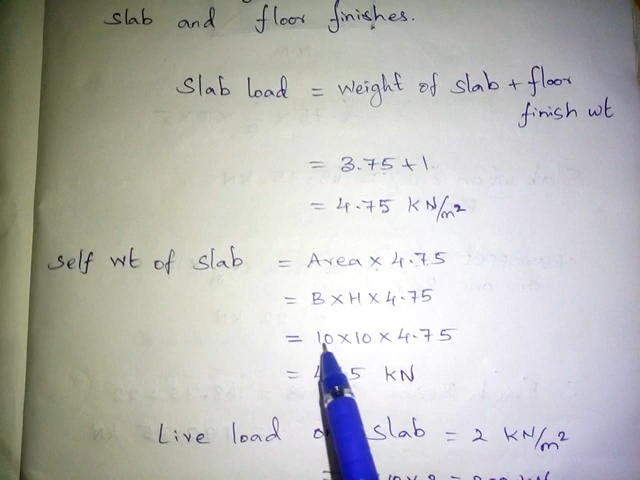 slab and floor finishes.
Slab load = weight of slab + floor
finish wt
= 3.75+1
= 4.75 KN/m²
self wt of slab = Area × 4.75
= B×H×4.75
= 10×10×4.75
= 4 5 KN
Live load slab = 2 KN/m²